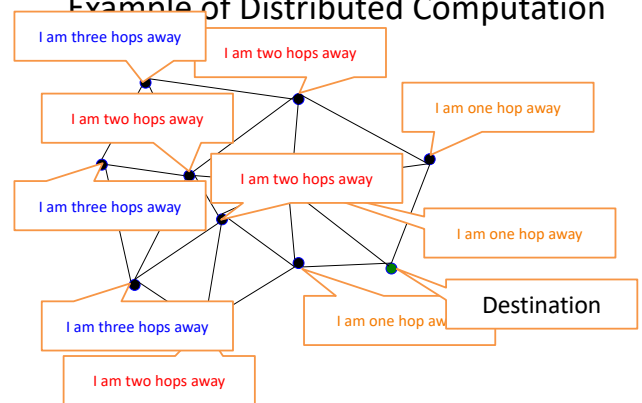 Example of Distributed Computation
I am three hops away
I am two hops away
I am one hop away
I am two hops away
I am two hops away
I am three hops away
I am one hop away
Destination
I am one hop aw
I am three hops away
I am two hops away